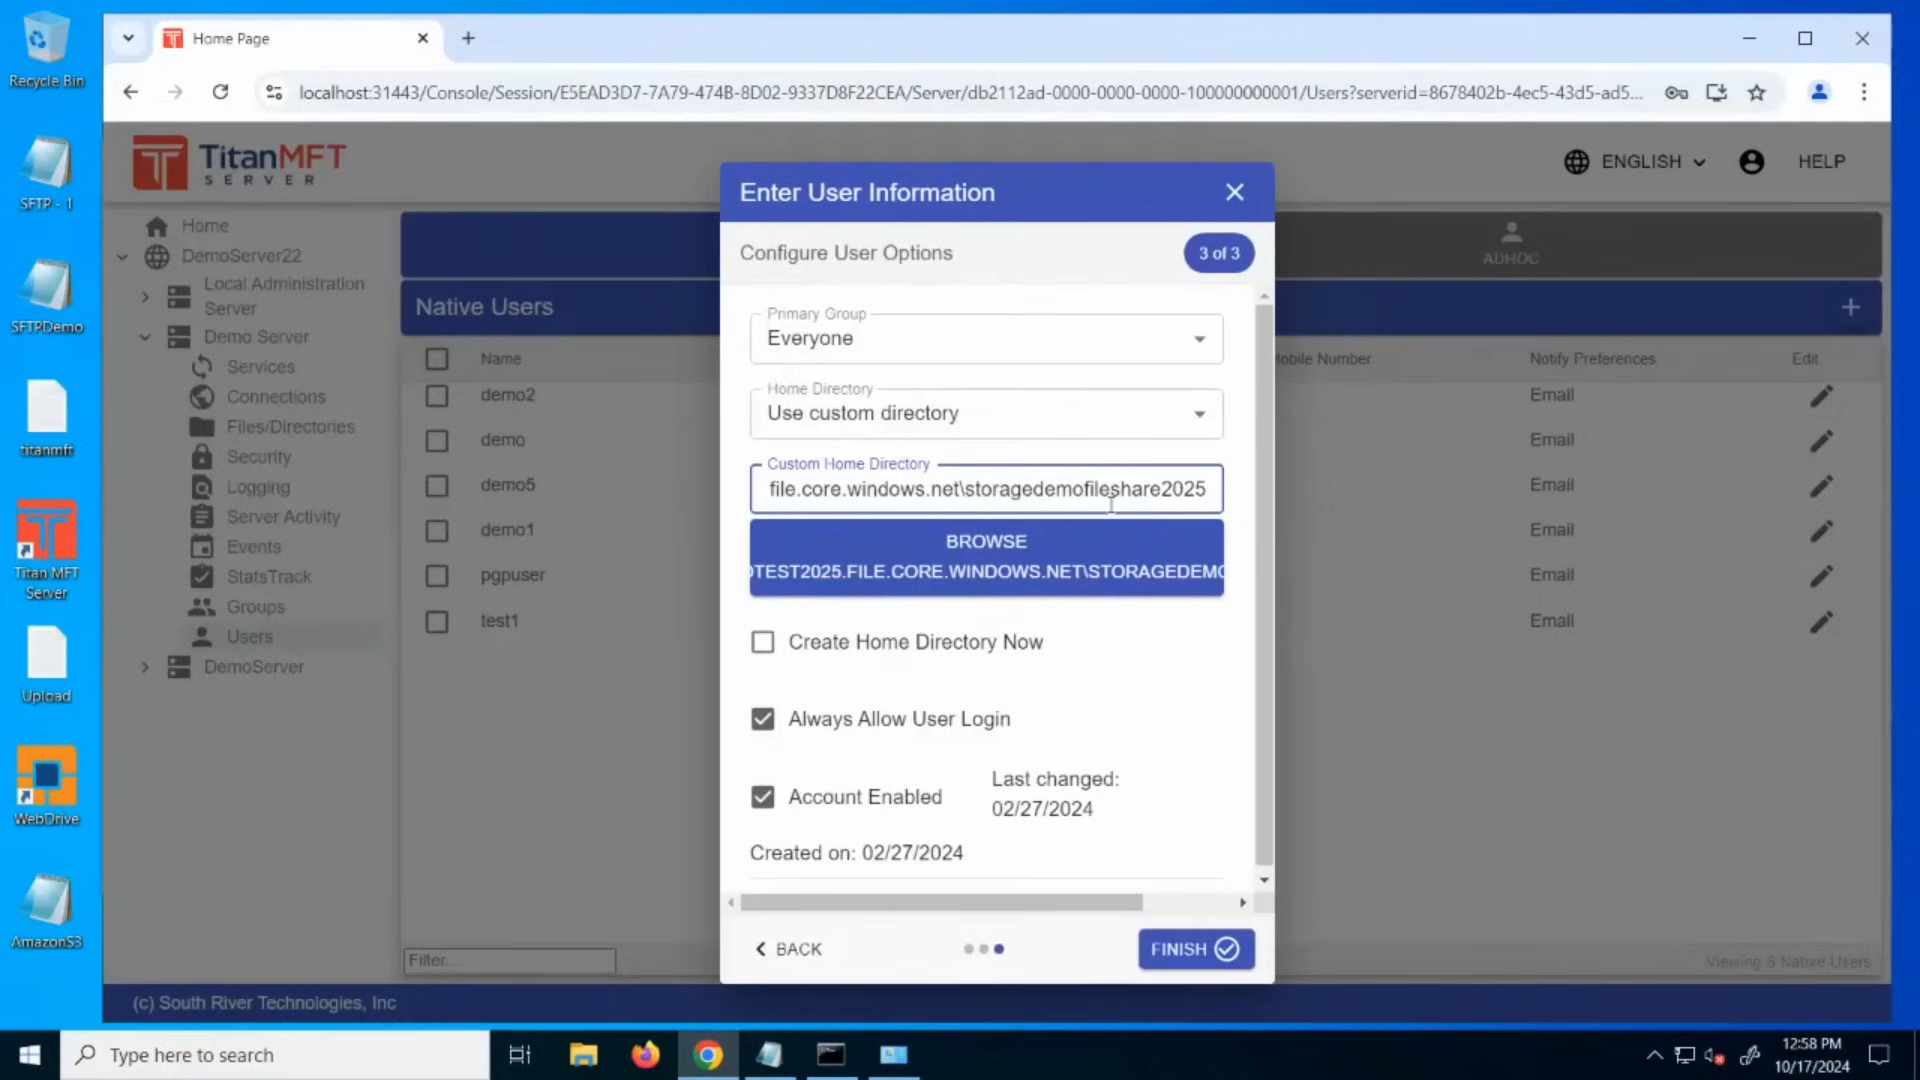 Recycle Bin
SFTP - 1
SFTPDemo
titanmft
Titan MFT
Server
Upload
WebDrive
AmazonS3
Home Page
localhost:31443/Console/Session/E5EAD3D7-7A79-474B-8D02-9337D8F22CEA/Server/db2112ad-0000-0000-0000-100000000001/Users?serverid=8678402b-4ec5-43d5-ad5...
TitanMFT
SERVER
ENGLISH
HELP
Home
DemoServer22
Local Administration
Server
Demo Server
Services
Connections
Files/Directories
Security
Logging
Server Activity
Events
StatsTrack
Groups
Users
DemoServer
ADHOC
Native Users
Name
Mobile Number
Notify Preferences
Edit
demo2
Email
demo
Email
demo5
Email
demo1
Email
pgpuser
Email
test1
Email
Filter...
Viewing 6 Native Users
Enter User Information
Configure User Options
3 of 3
Primary Group
Everyone
Home Directory
Use custom directory
Custom Home Directory
file.core.windows.net\storagedemofileshare2025
BROWSE
TEST2025.FILE.CORE.WINDOWS.NET\STORAGEDEMO
Create Home Directory Now
Always Allow User Login
Account Enabled
Last changed:
02/27/2024
Created on: 02/27/2024
BACK
FINISH
(c) South River Technologies, Inc
Type here to search
12:58 PM
10/17/2024